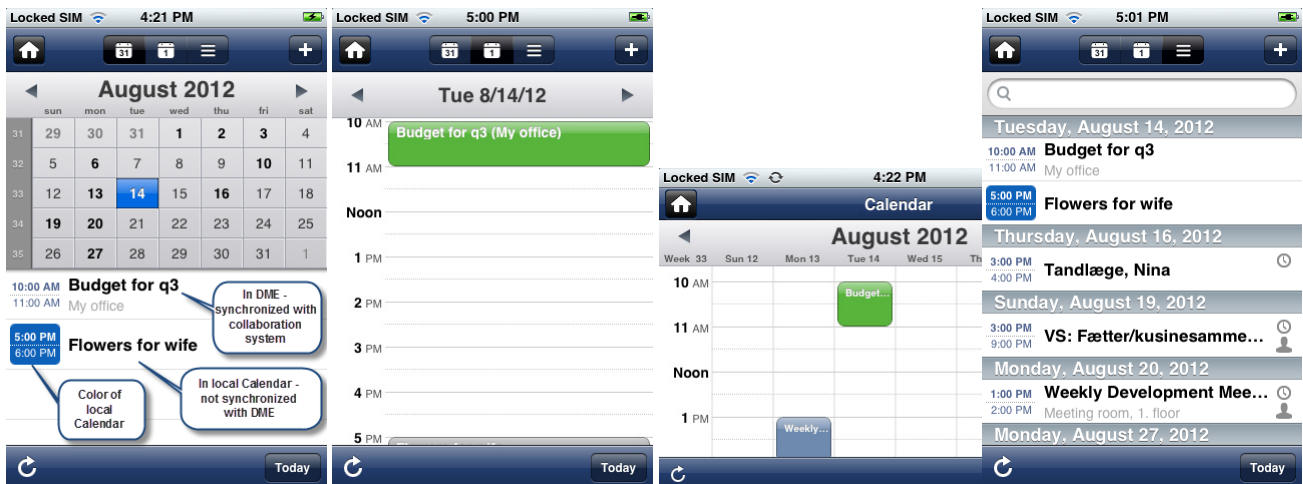 Locked SIM 4:21 PM
31 1
August 2012
sun mon tue wed thu fri sat
31 29 30 31 1 2 3 4
32 5 6 7 8 9 10 11
33 12 13 14 15 16 17 18
34 19 20 21 22 23 24 25
35 26 27 28 29 30 31 1
10:00 AM Budget for q3
11:00 AM My office
5:00 PM Flowers for wife
6:00 PM
In DME -
synchronized with
collaboration
system
In local Calendar -
not synchronized
with DME
Color of
local
Calendar
Today
Locked SIM 5:00 PM
31 1
Tue 8/14/12
10 AM
Budget for q3 (My office)
11 AM
Noon
1 PM
2 PM
3 PM
4 PM
5 PM
Today
Locked SIM 4:22 PM
Calendar
August 2012
Week 33 Sun 12 Mon 13 Tue 14 Wed 15 Th
10 AM
Budget...
11 AM
Noon
1 PM
Weekly...
Locked SIM 5:01 PM
31 1
Tuesday, August 14, 2012
10:00 AM Budget for q3
11:00 AM My office
5:00 PM Flowers for wife
6:00 PM
Thursday, August 16, 2012
3:00 PM Tandlæge, Nina
4:00 PM
Sunday, August 19, 2012
3:00 PM VS: Fætter/kusinesamme...
9:00 PM
Monday, August 20, 2012
1:00 PM Weekly Development Mee...
2:00 PM Meeting room, 1. floor
Monday, August 27, 2012
Today